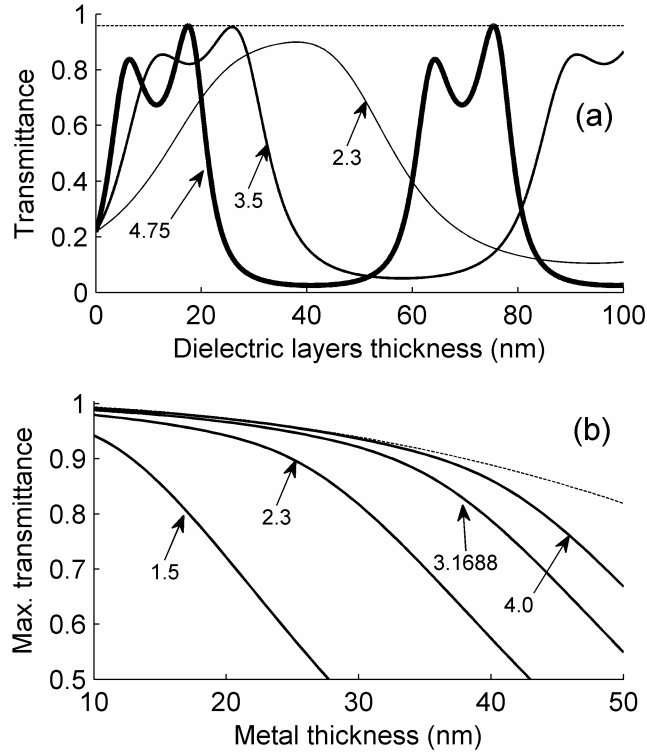 1
0.8
0.6
0.4
0.2
0
Transmittance
(a)
2.3
3.5
4.75
0 20 40 60 80 100
Dielectric layers thickness (nm)
1
0.9
0.8
0.7
0.6
0.5
Max. transmittance
(b)
2.3
1.5
3.1688
4.0
10 20 30 40 50
Metal thickness (nm)